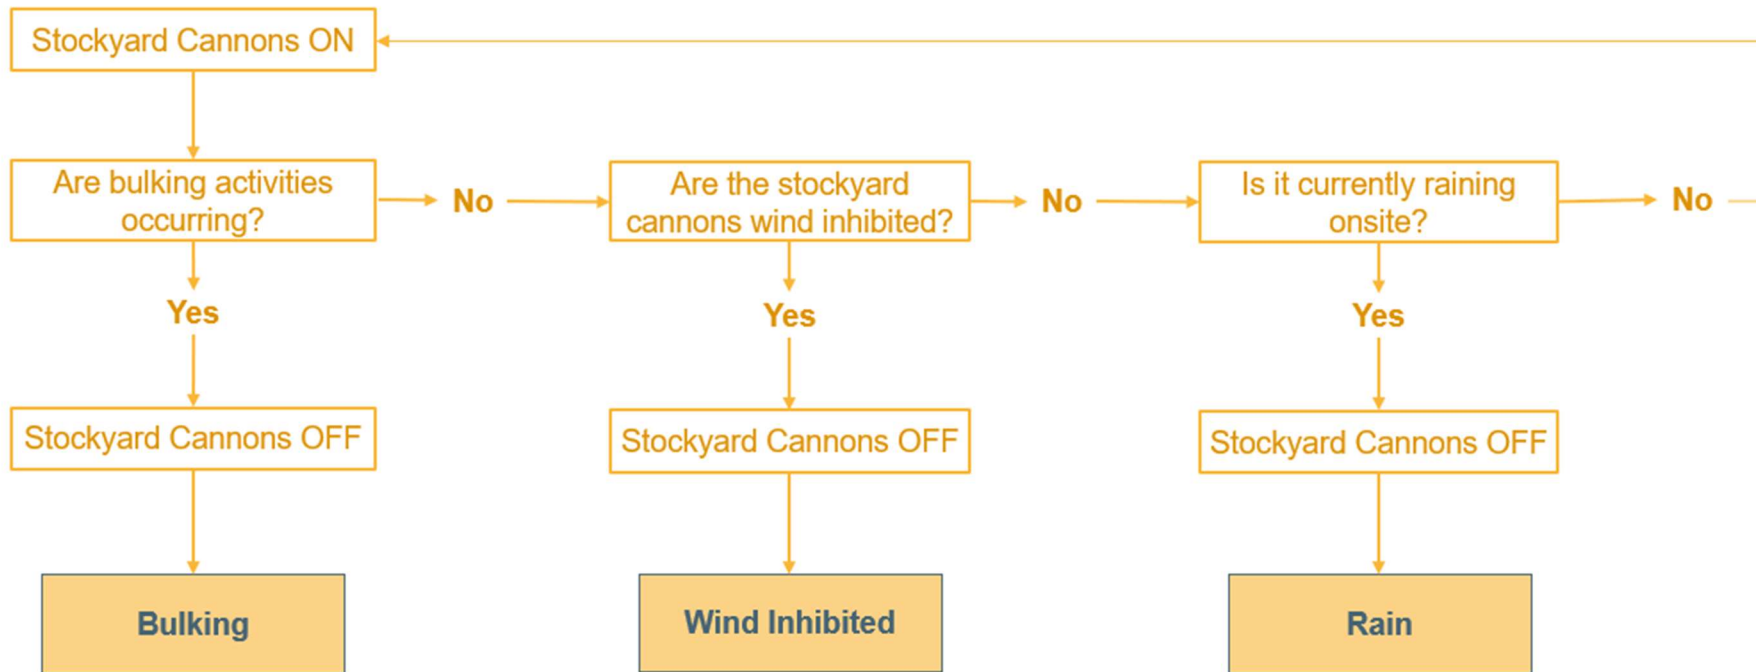 Stockyard Cannons ON
Are bulking activities
occurring?
No
Are the stockyard
cannons wind inhibited?
No
Is it currently raining
onsite?
No
Yes
Yes
Yes
Stockyard Cannons OFF
Stockyard Cannons OFF
Stockyard Cannons OFF
Bulking
Wind Inhibited
Rain